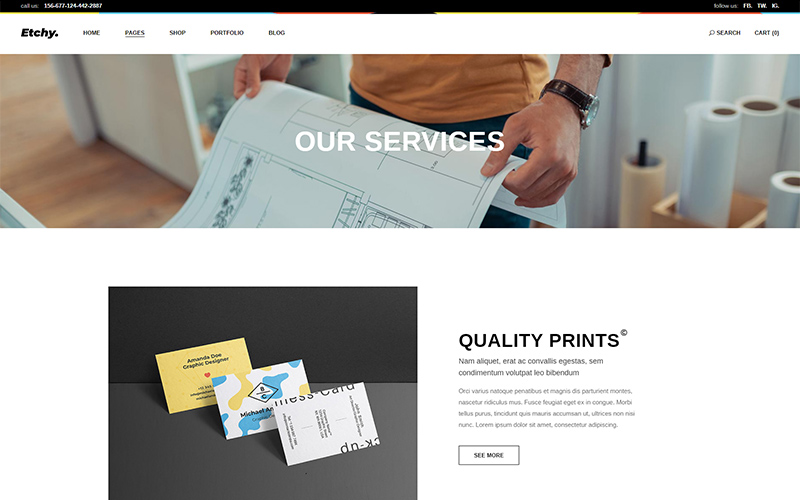 call us: 156-677-124-442-2887
follow us: FB. TW. IG.
Etchy.
HOME PAGES SHOP PORTFOLIO BLOG
SEARCH CART (0)
OUR SERVICES
Amanda Doe
Graphic Designer
Michael
QUALITY PRINTS©
Nam aliquet, erat ac convallis egestas, sem
condimentum volutpat leo bibendum
Orci varius natoque penatibus et magnis dis parturient montes,
nascetur ridiculus mus. Fusce feugiat eget ex in congue. Morbi
tellus purus, tincidunt quis mauris accumsan ut, ultrices non nisi
nunc. Lorem ipsum dolor sit amet, consectetur adipiscing.
SEE MORE